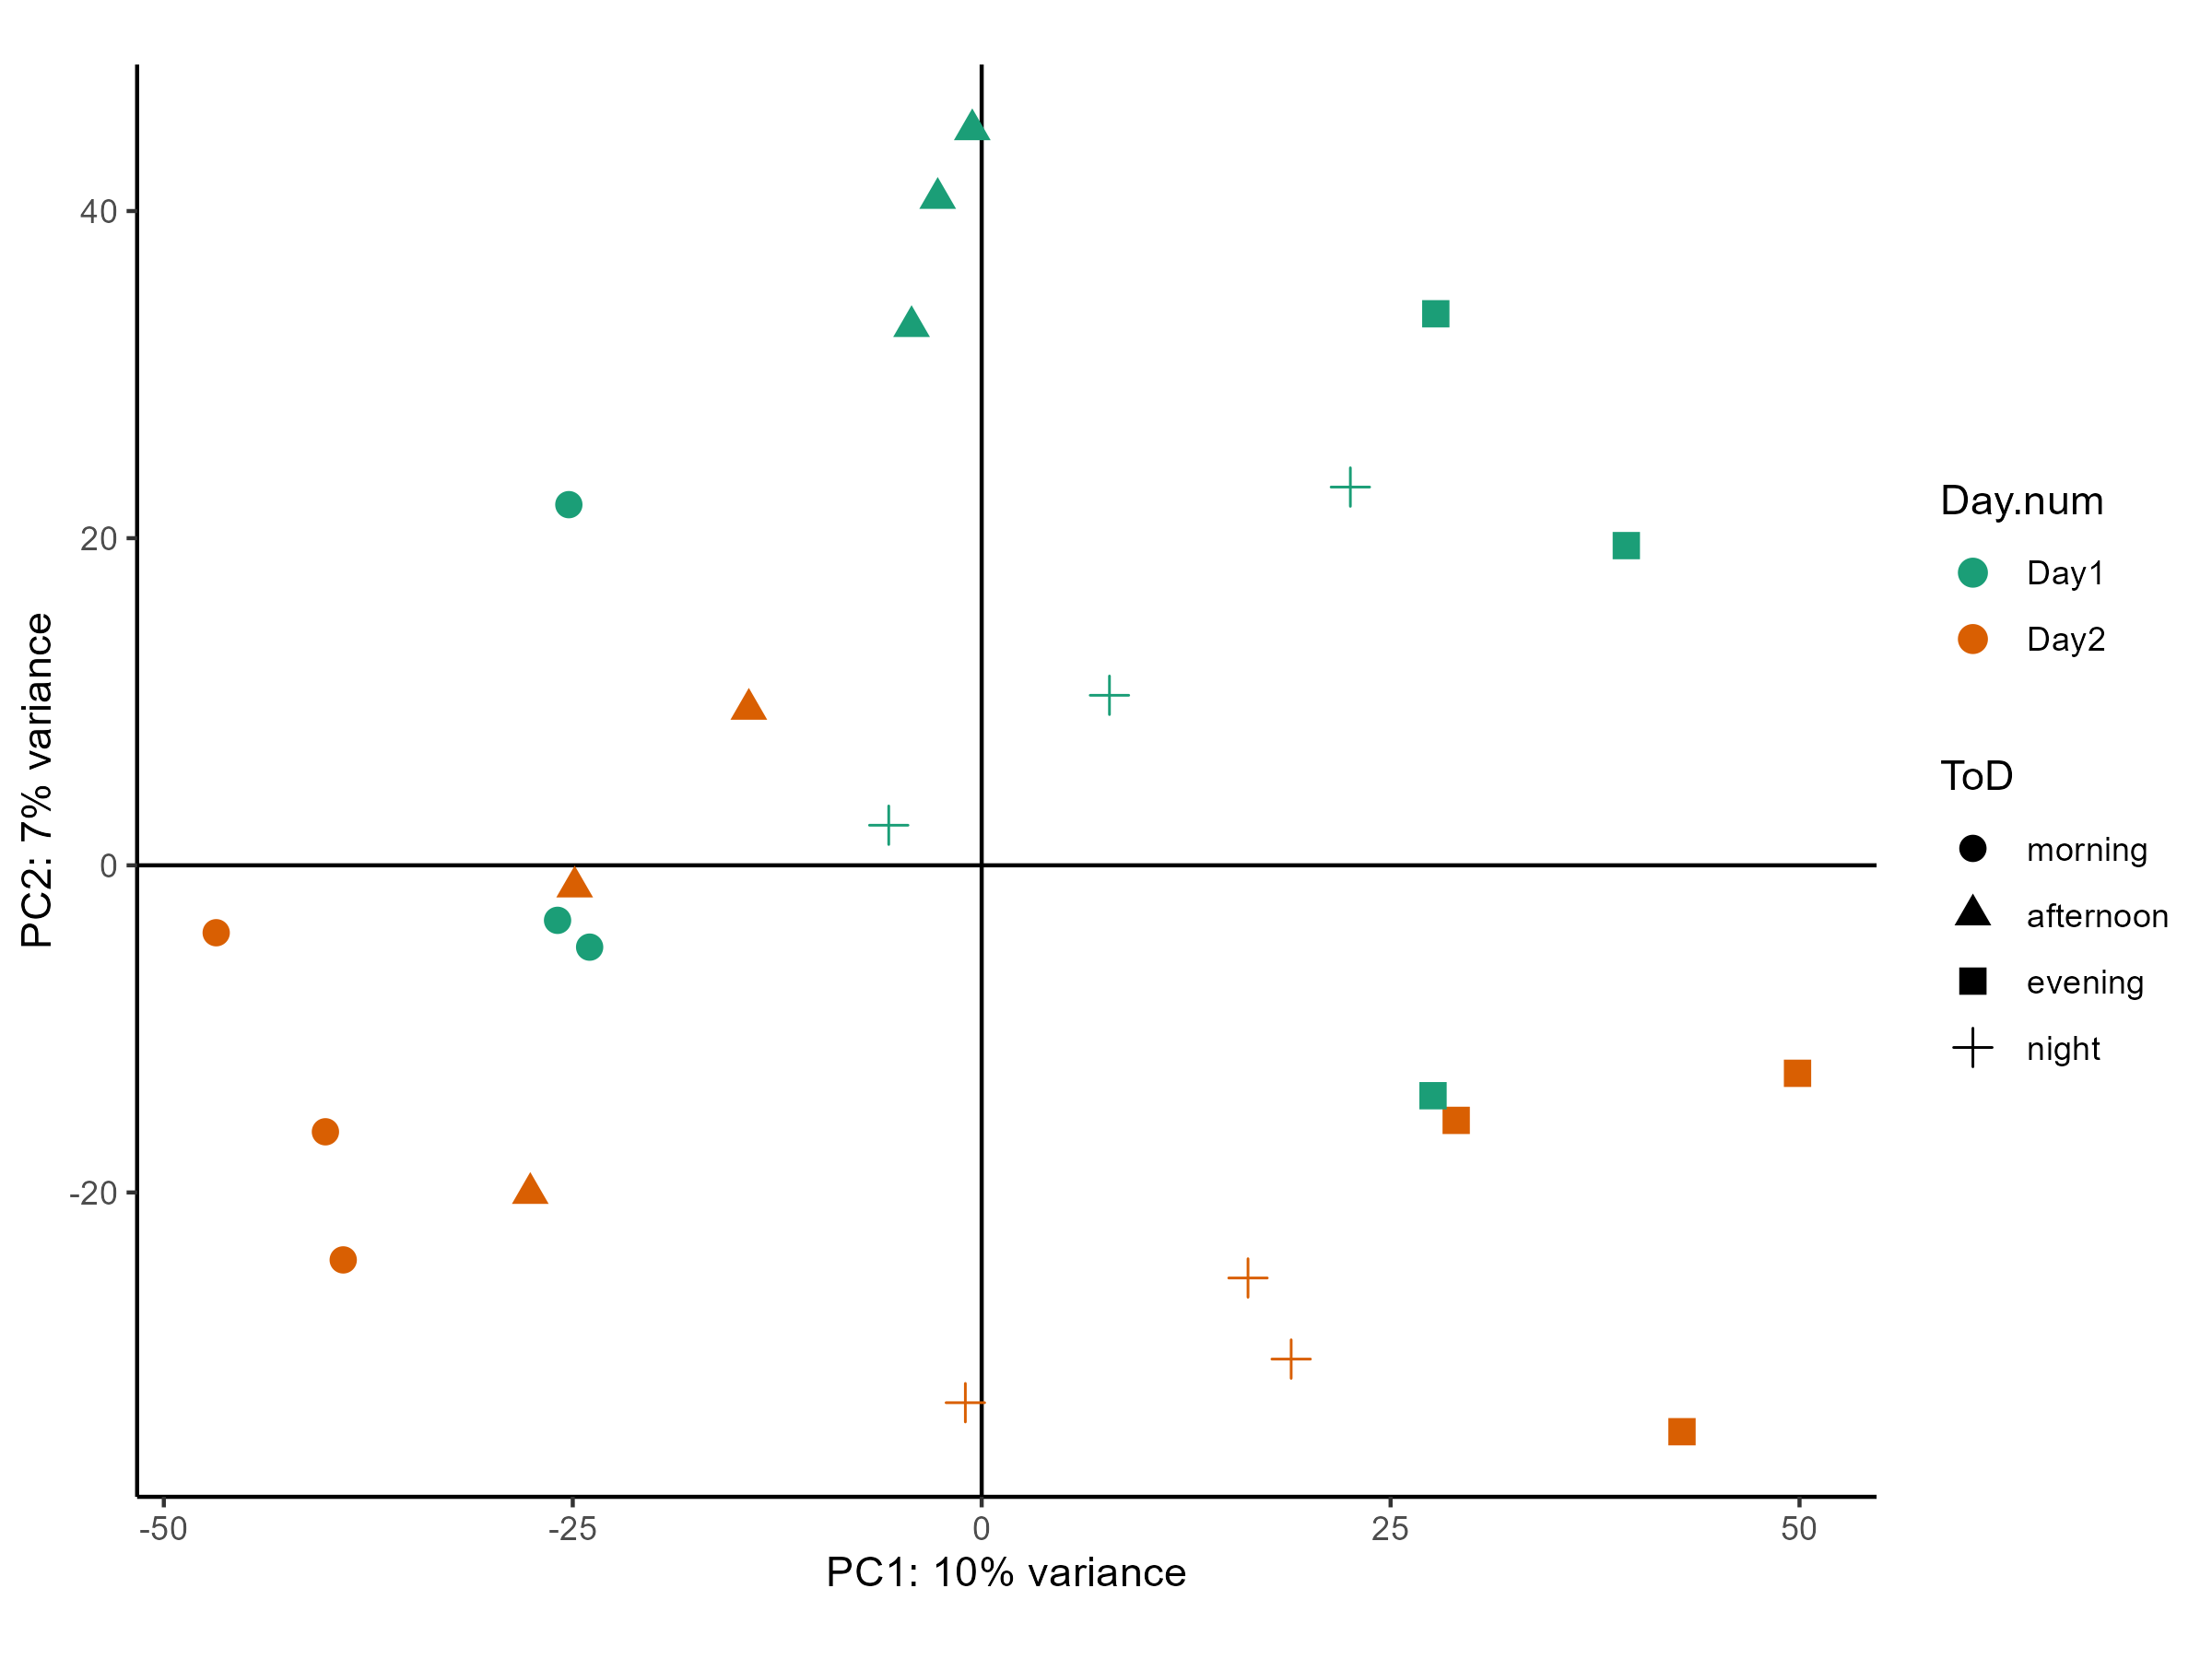 40
20
0
-20
PC2: 7% variance
-50
-25
0
25
50
PC1: 10% variance
Day.num
Day1
Day2
ToD
morning
afternoon
evening
night